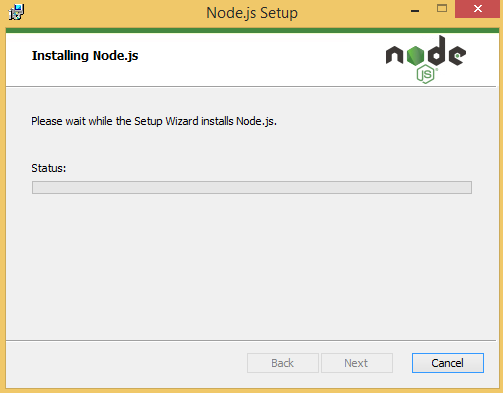 Node.js Setup
Installing Node.js
node
JS
Please wait while the Setup Wizard installs Node.js.
Status:
Back
Next
Cancel